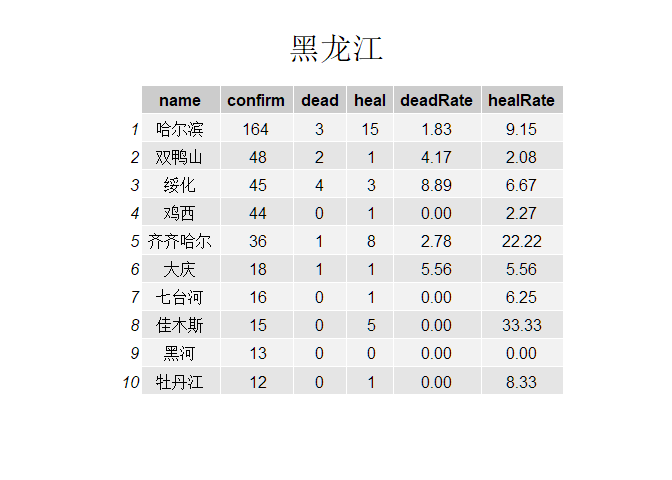 黑龙江
name confirm dead heal deadRate healRate
1 哈尔滨 164 3 15 1.83 9.15
2 双鸭山 48 2 1 4.17 2.08
3 绥化 45 4 3 8.89 6.67
4 鸡西 44 0 1 0.00 2.27
5 齐齐哈尔 36 1 8 2.78 22.22
6 大庆 18 1 1 5.56 5.56
7 七台河 16 0 1 0.00 6.25
8 佳木斯 15 0 5 0.00 33.33
9 黑河 13 0 0 0.00 0.00
10 牡丹江 12 0 1 0.00 8.33